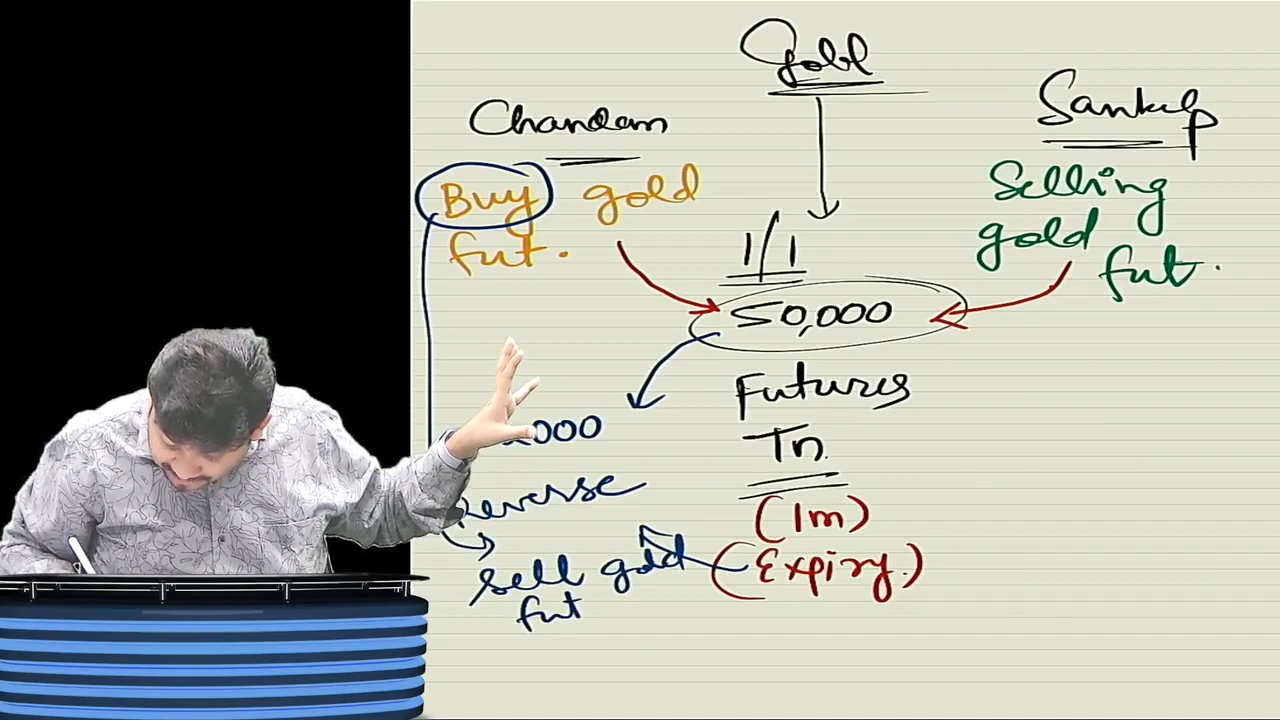 Gold
Chandan
Sankalp
Buy gold
fut.
Selling
gold
fut.
1/1
50,000
Futures
Tn.
000
Reverse
(1m)
Sell gold
fut
(Expiry.)